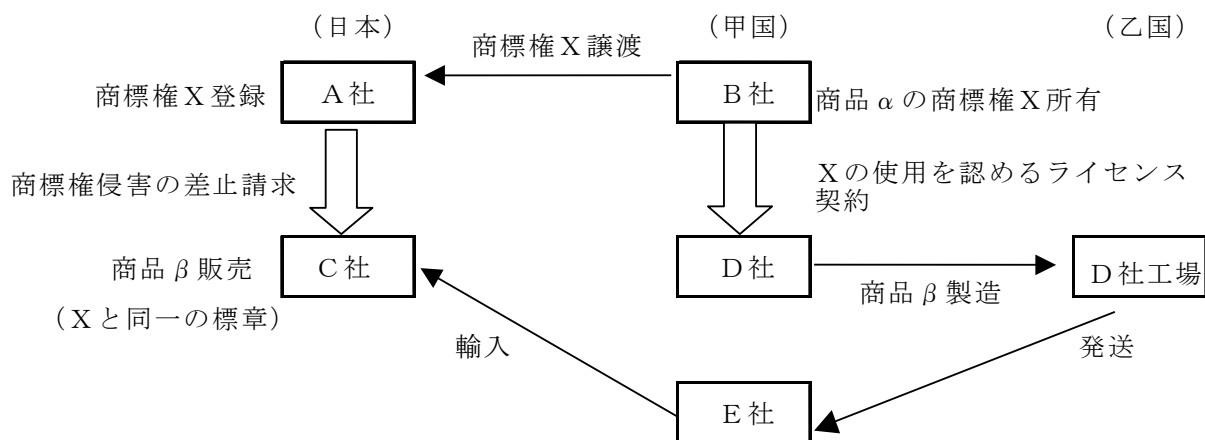 （日本）
（甲国）
（乙国）
商標権Ｘ譲渡
商標権Ｘ登録
Ａ社
Ｂ社
商品αの商標権Ｘ所有
商標権侵害の差止請求
Ｘの使用を認めるライセンス
契約
商品β販売
Ｃ社
Ｄ社
商品β製造
Ｄ社工場
（Ｘと同一の標章）
輸入
発送
Ｅ社